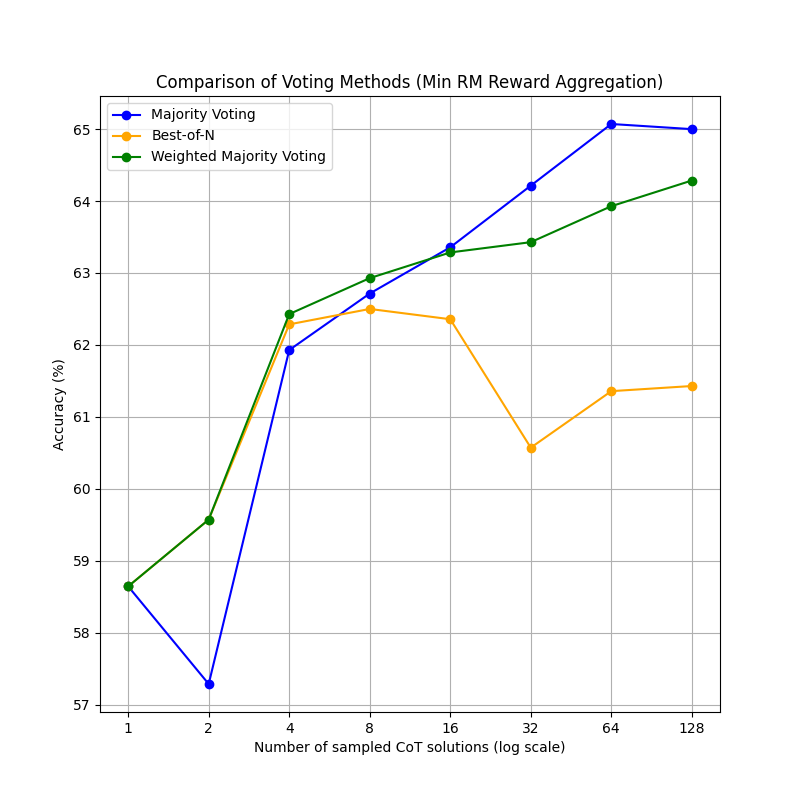 Comparison of Voting Methods (Min RM Reward Aggregation)
Majority Voting
Best-of-N
Weighted Majority Voting
65
64
63
62
61
60
59
58
57
Accuracy (%)
1 2 4 8 16 32 64 128
Number of sampled CoT solutions (log scale)